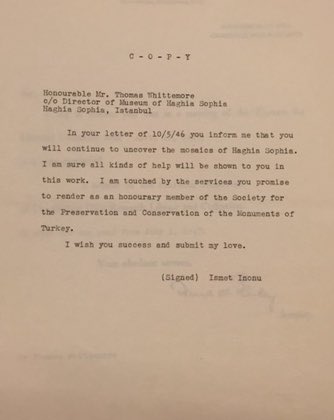 C - O - P - Y
Honourable Mr. Thomas Whittemore
c/o Director of Museum of Haghia Sophia
Haghia Sophia, Istanbul
In your letter of 10/5/46 you inform me that you
will continue to uncover the mosaics of Haghia Sophia.
I am sure all kinds of help will be shown to you in
this work. I am touched by the services you promise
to render as an honourary member of the Society for
the Preservation and Conservation of the Monuments of
Turkey.
I wish you success and submit my love.
(Signed) Ismet Inonu